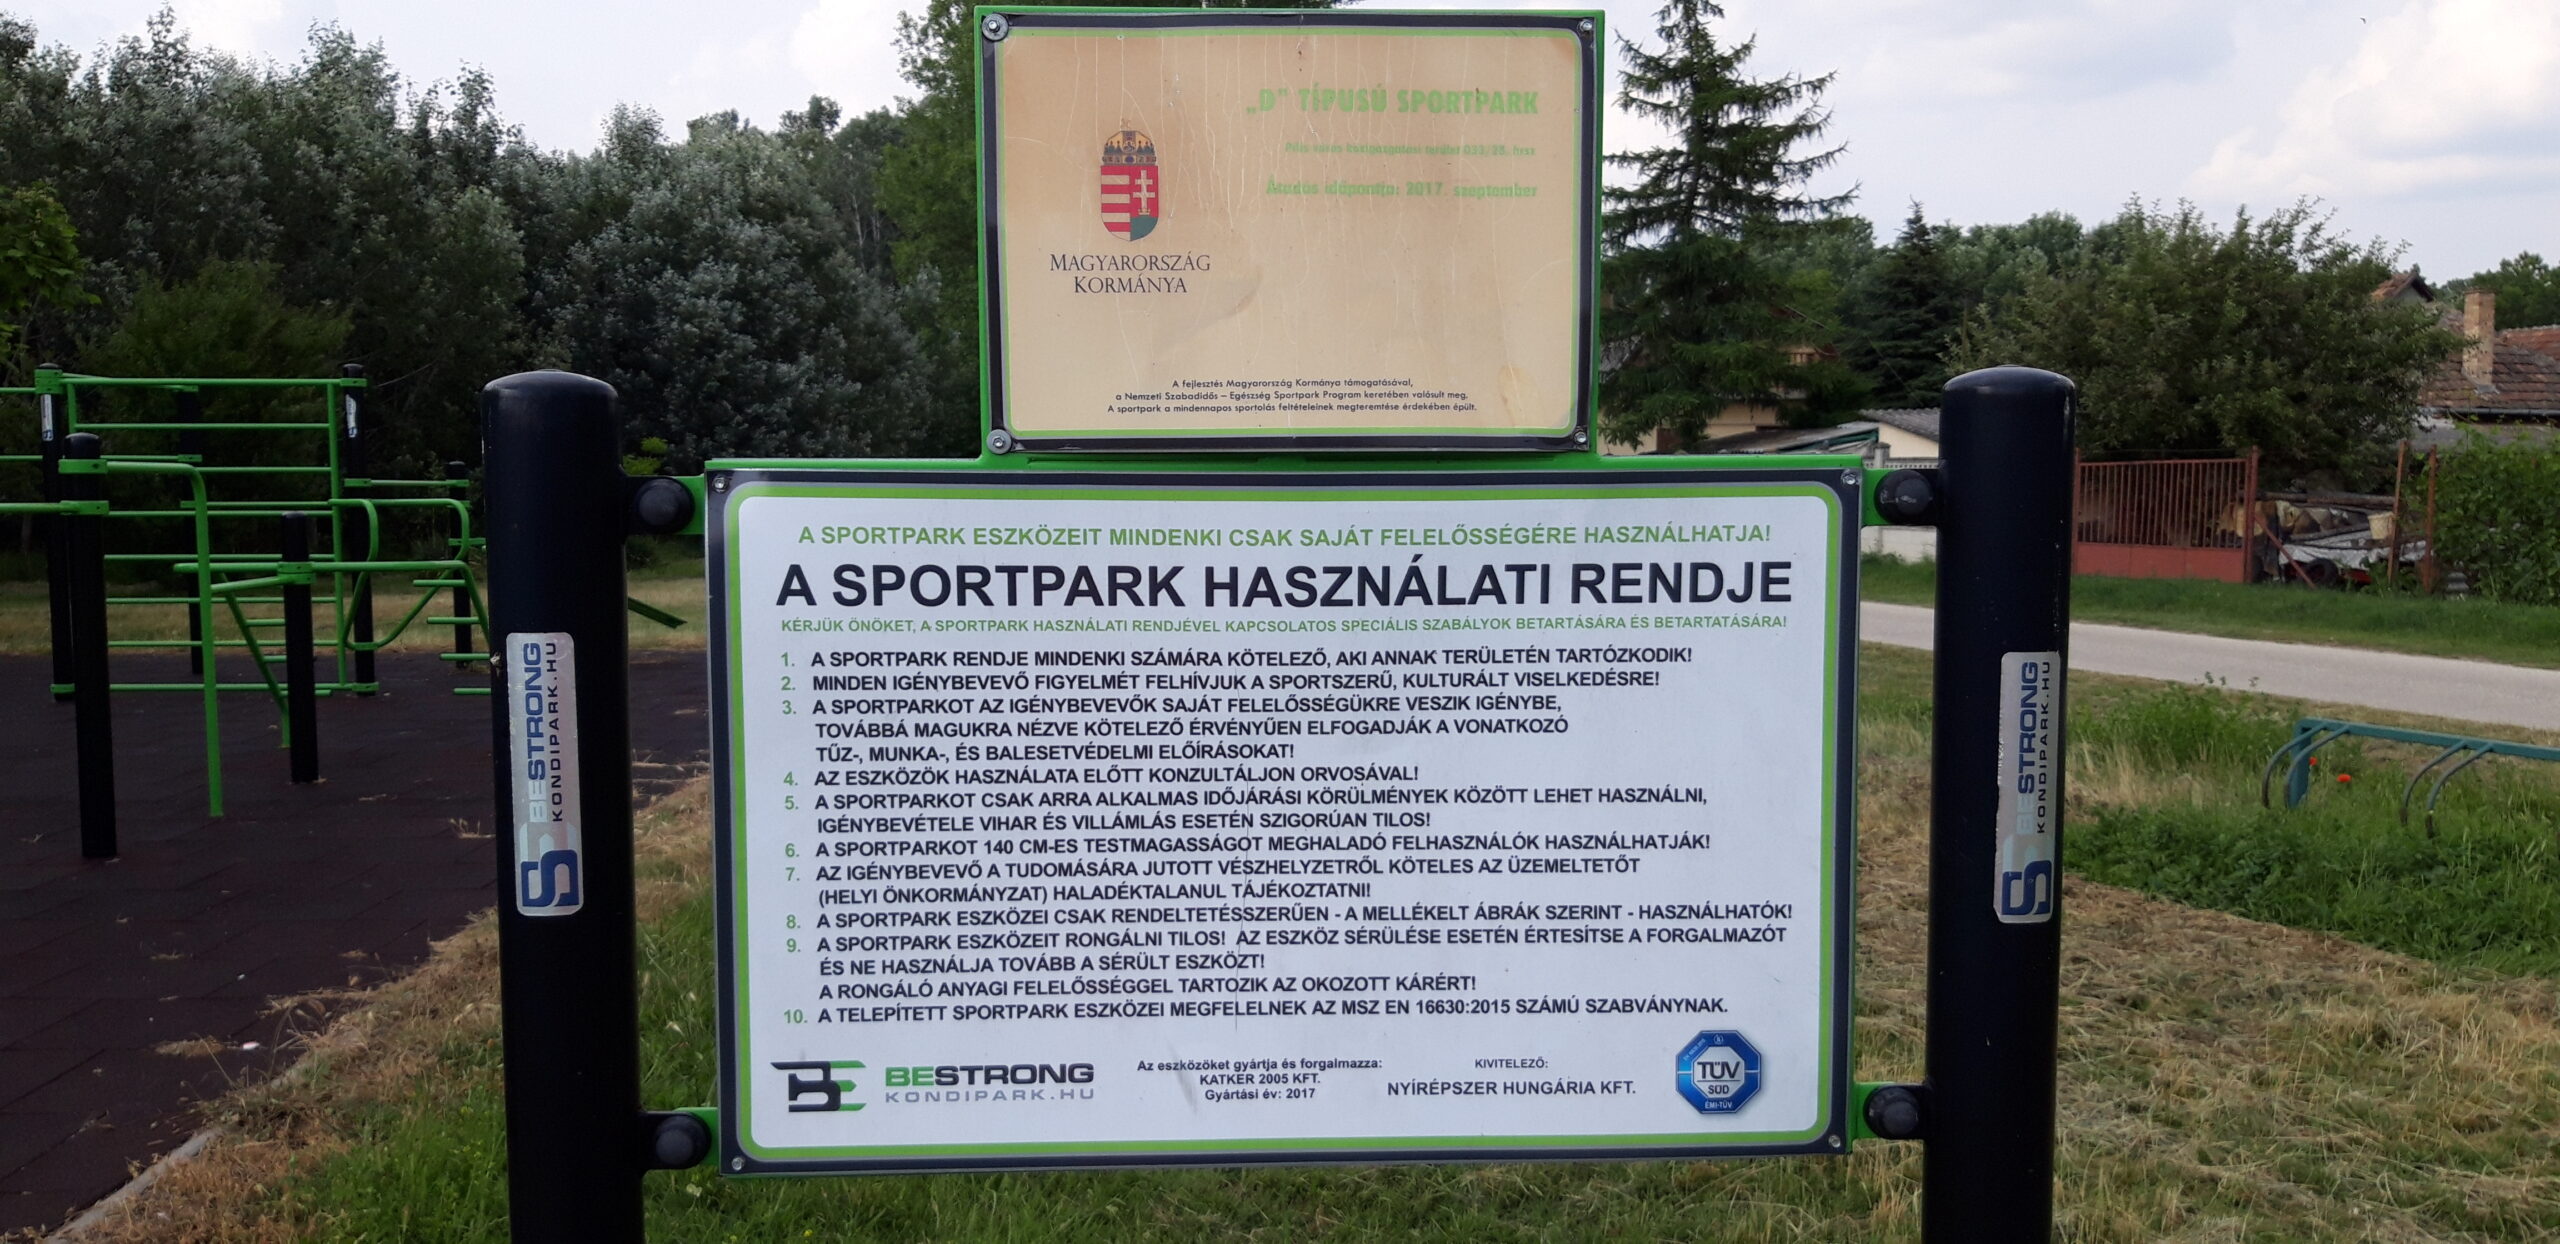 „D” TÍPUSÚ SPORTPARK
Pilis város közigazgatási terület 033/28. hrsz
Átadás időpontja: 2017. szeptember
MAGYARORSZÁG
KORMÁNYA
A fejlesztés Magyarország Kormánya támogatásával,
a Nemzeti Szabadidős – Egészség Sportpark Program keretében valósult meg.
A sportpark a mindennapos sportolás feltételeinek megteremtése érdekében épült.
A SPORTPARK ESZKÖZEIT MINDENKI CSAK SAJÁT FELELŐSSÉGÉRE HASZNÁLHATJA!
A SPORTPARK HASZNÁLATI RENDJE
KÉRJÜK ÖNÖKET, A SPORTPARK HASZNÁLATI RENDJÉVEL KAPCSOLATOS SPECIÁLIS SZABÁLYOK BETARTÁSÁRA ÉS BETARTATÁSÁRA!
1. A SPORTPARK RENDJE MINDENKI SZÁMÁRA KÖTELEZŐ, AKI ANNAK TERÜLETÉN TARTÓZKODIK!
2. MINDEN IGÉNYBEVEVŐ FIGYELMÉT FELHÍVJUK A SPORTSZERŰ, KULTURÁLT VISELKEDÉSRE!
3. A SPORTPARKOT AZ IGÉNYBEVEVŐK SAJÁT FELELŐSSÉGÜKRE VESZIK IGÉNYBE,
TOVÁBBÁ MAGUKRA NÉZVE KÖTELEZŐ ÉRVÉNYŰEN ELFOGADJÁK A VONATKOZÓ
TŰZ-, MUNKA-, ÉS BALESETVÉDELMI ELŐÍRÁSOKAT!
4. AZ ESZKÖZÖK HASZNÁLATA ELŐTT KONZULTÁLJON ORVOSÁVAL!
5. A SPORTPARKOT CSAK ARRA ALKALMAS IDŐJÁRÁSI KÖRÜLMÉNYEK KÖZÖTT LEHET HASZNÁLNI,
IGÉNYBEVÉTELE VIHAR ÉS VILLÁMLÁS ESETÉN SZIGORÚAN TILOS!
6. A SPORTPARKOT 140 CM-ES TESTMAGASSÁGOT MEGHALADÓ FELHASZNÁLÓK HASZNÁLHATJÁK!
7. AZ IGÉNYBEVEVŐ A TUDOMÁSÁRA JUTOTT VÉSZHELYZETRŐL KÖTELES AZ ÜZEMELTETŐT
(HELYI ÖNKORMÁNYZAT) HALADÉKTALANUL TÁJÉKOZTATNI!
8. A SPORTPARK ESZKÖZEI CSAK RENDELTETÉSSZERŰEN - A MELLÉKELT ÁBRÁK SZERINT - HASZNÁLHATÓK!
9. A SPORTPARK ESZKÖZEIT RONGÁLNI TILOS! AZ ESZKÖZ SÉRÜLÉSE ESETÉN ÉRTESÍTSE A FORGALMAZÓT
ÉS NE HASZNÁLJA TOVÁBB A SÉRÜLT ESZKÖZT!
A RONGÁLÓ ANYAGI FELELŐSSÉGGEL TARTOZIK AZ OKOZOTT KÁRÉRT!
10. A TELEPÍTETT SPORTPARK ESZKÖZEI MEGFELELNEK AZ MSZ EN 16630:2015 SZÁMÚ SZABVÁNYNAK.
BESTRONG
KONDIPARK.HU
Az eszközöket gyártja és forgalmazza:
KATKER 2005 KFT.
Gyártási év: 2017
KIVITELEZŐ:
NYÍRÉPSZER HUNGÁRIA KFT.
TÜV
SÜD
ÉMI-TÜV
BESTRONG
KONDIPARK.HU
BESTRONG
KONDIPARK.HU